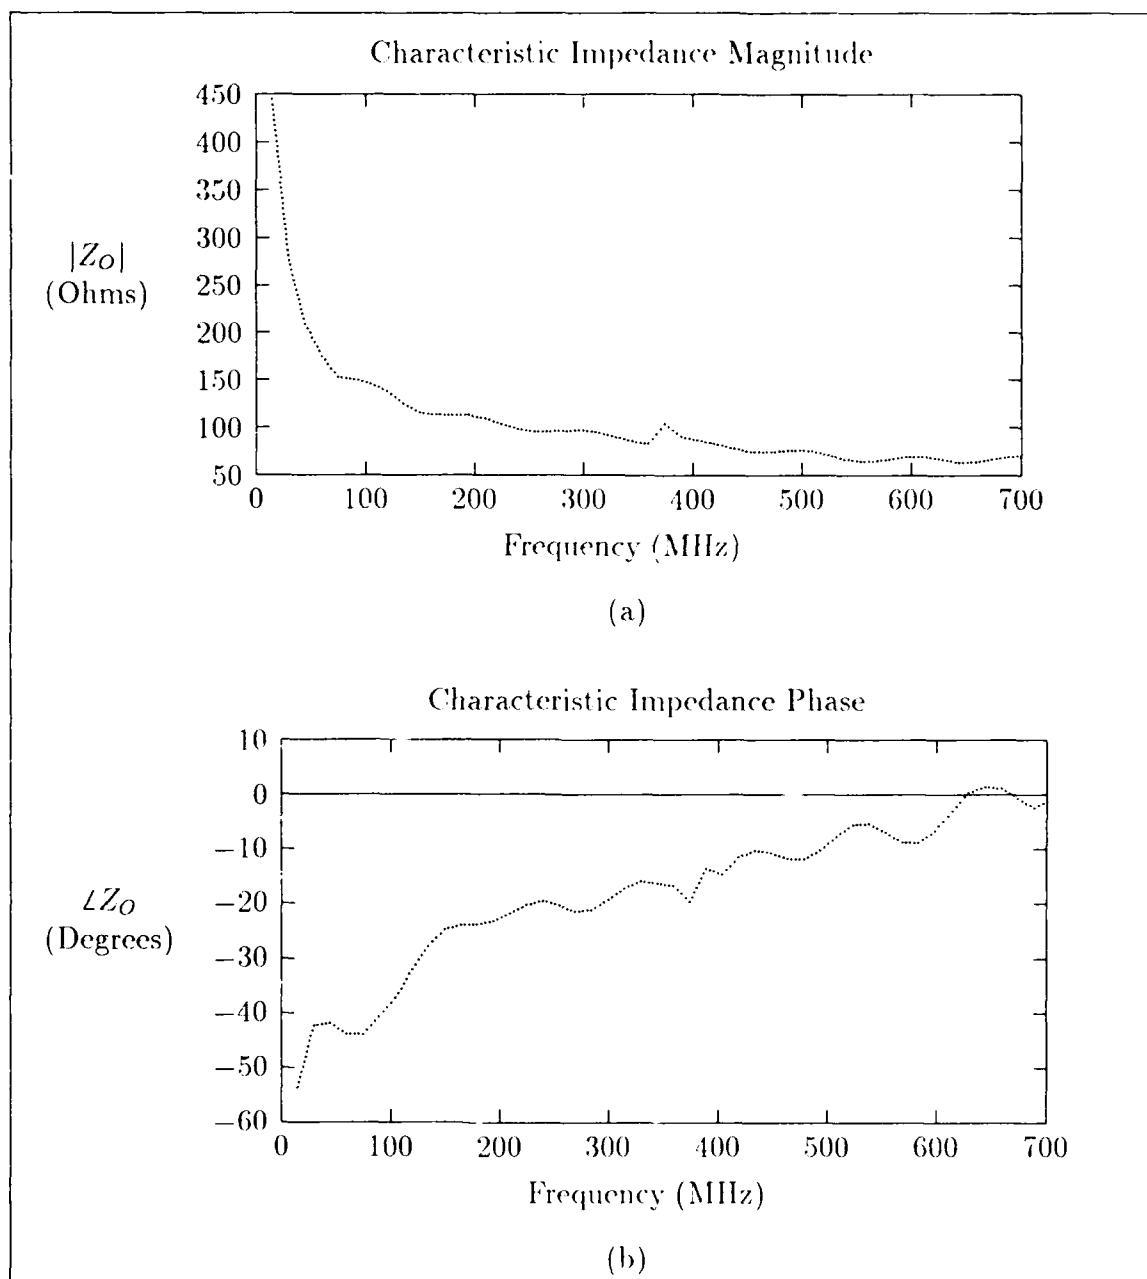 Characteristic Impedance Magnitude
450
400
350
300
250
200
150
100
50
|Z_O|
(Ohms)
0 100 200 300 400 500 600 700
Frequency (MHz)
(a)
Characteristic Impedance Phase
10
0
−10
−20
−30
−40
−50
−60
∠Z_O
(Degrees)
0 100 200 300 400 500 600 700
Frequency (MHz)
(b)